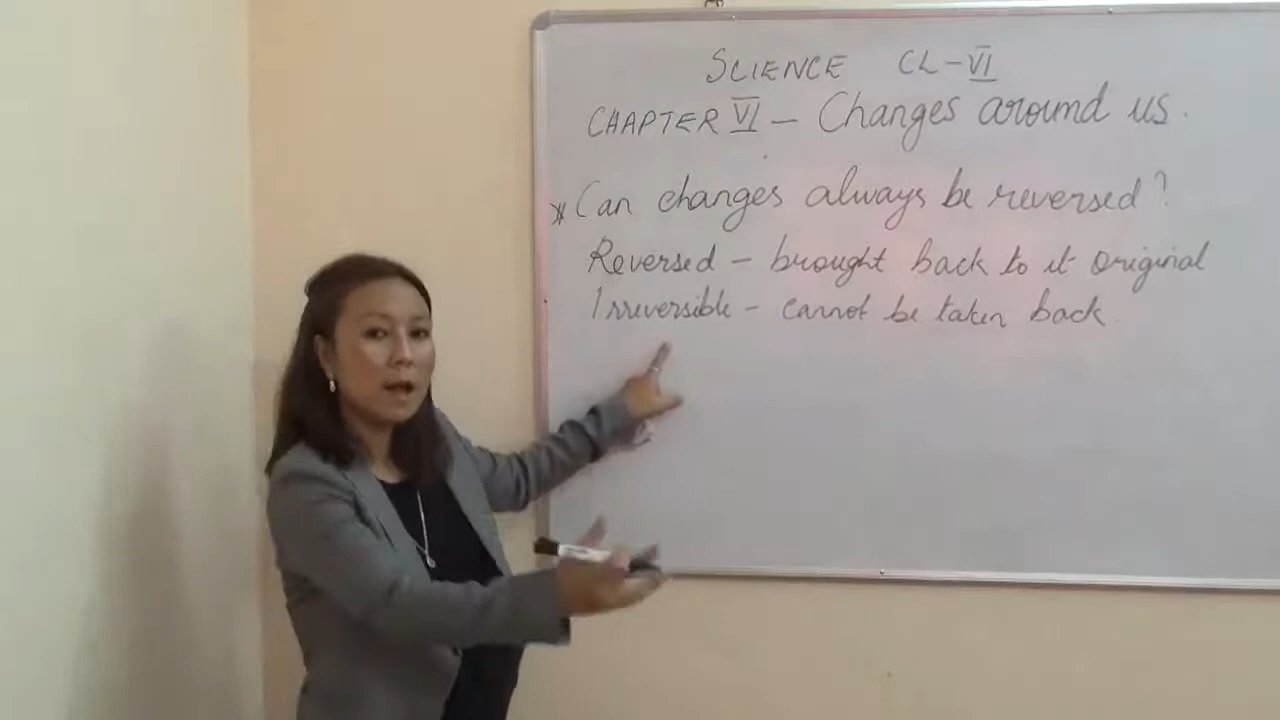 SCIENCE CL-VI
CHAPTER VI - Changes around us.
* Can changes always be reversed?
Reversed - brought back to it original
Irreversible - cannot be taken back